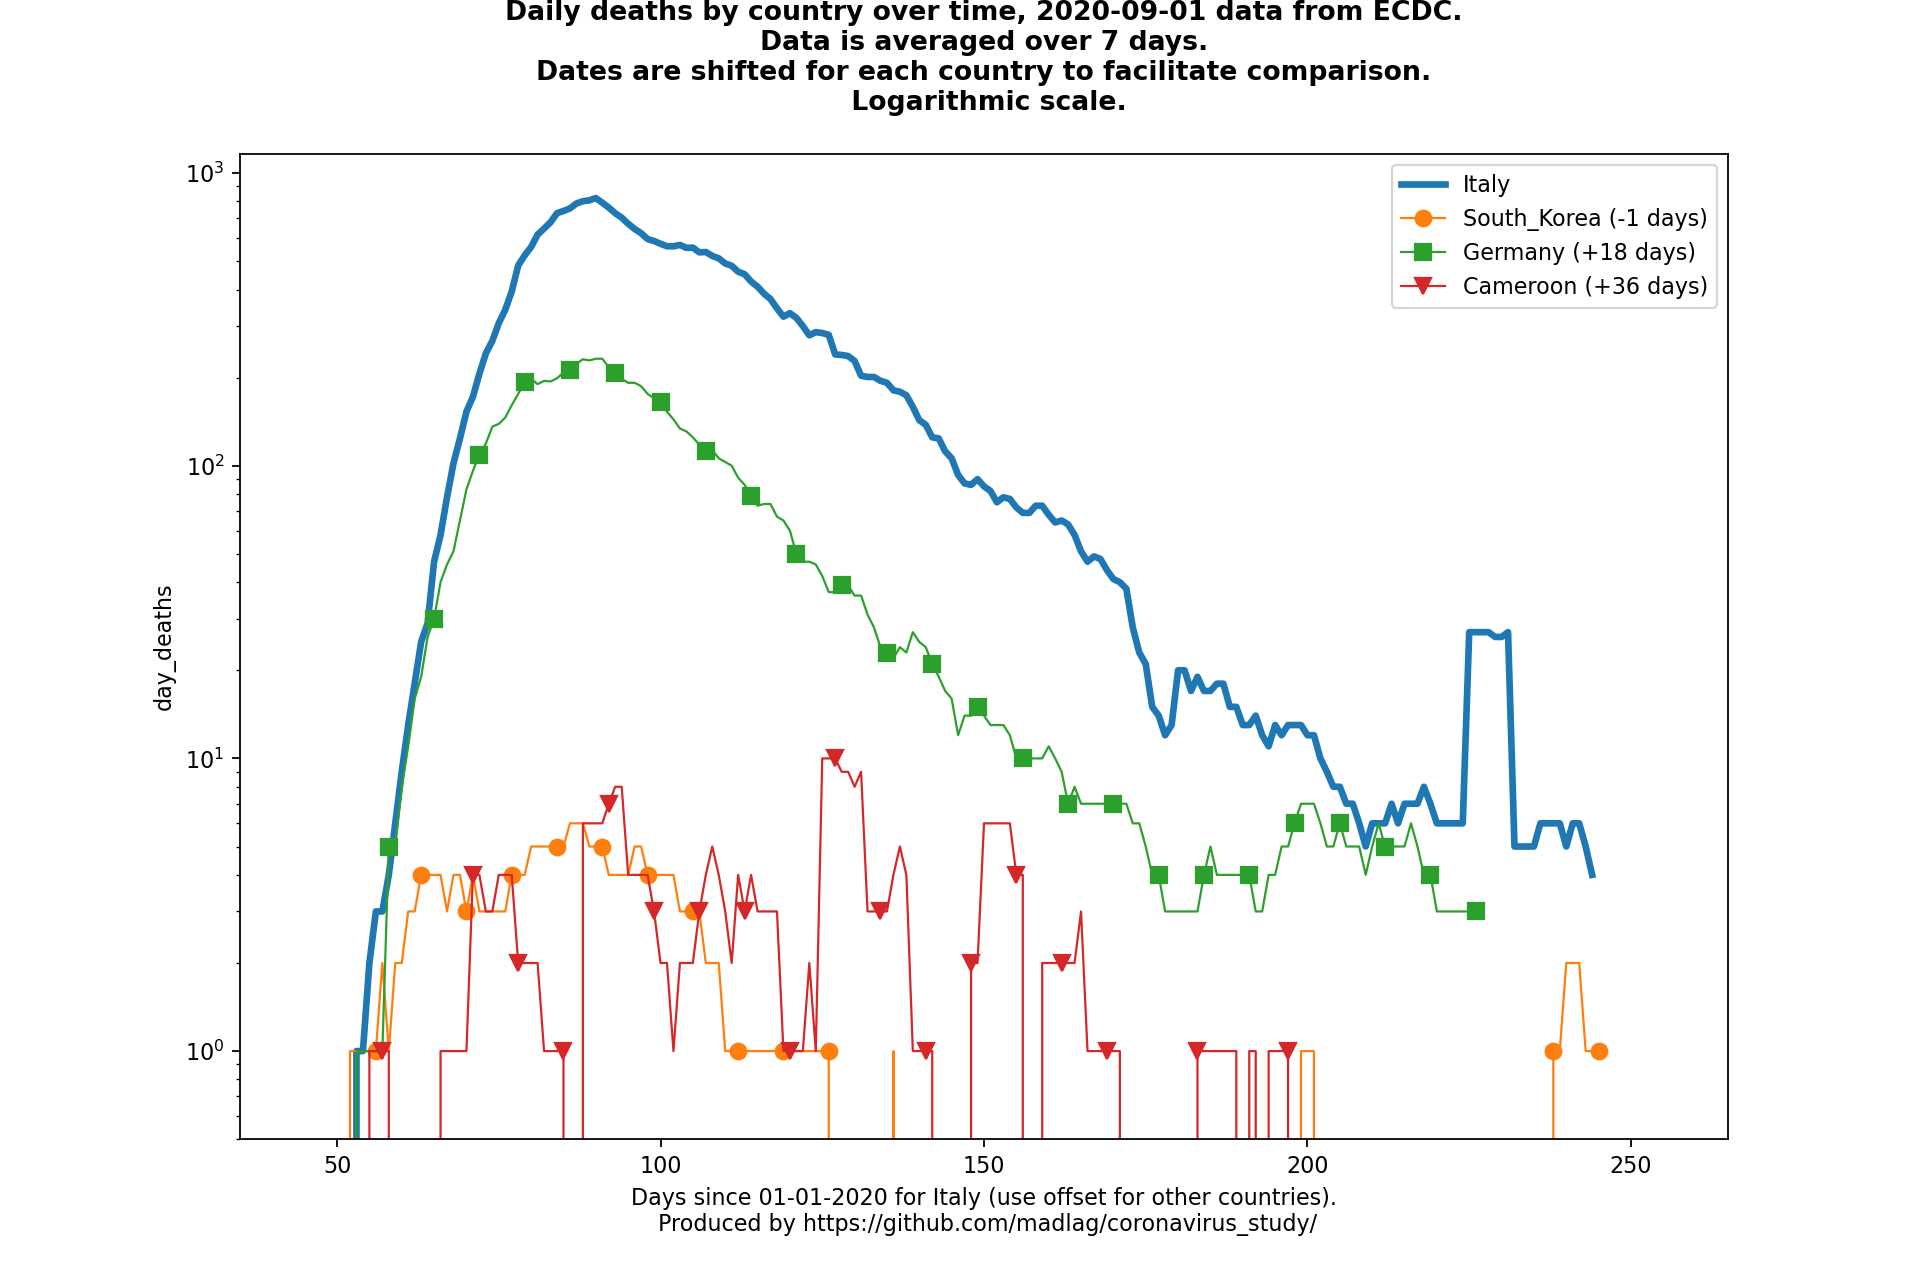 Daily deaths by country over time, 2020-09-01 data from ECDC.
Data is averaged over 7 days.
Dates are shifted for each country to facilitate comparison.
Logarithmic scale.
10³
10²
10¹
10⁰
day_deaths
Italy
South_Korea (-1 days)
Germany (+18 days)
Cameroon (+36 days)
50 100 150 200 250
Days since 01-01-2020 for Italy (use offset for other countries).
Produced by https://github.com/madlag/coronavirus_study/